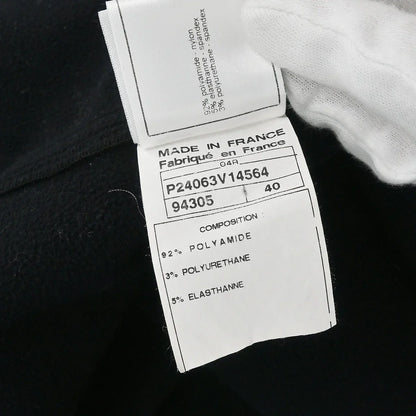 92% polyamide - nylon
5% elasthanne - spandex
3% polyurethane
MADE IN FRANCE
Fabriqué en France
04A
P24063V14564
94305 40
COMPOSITION :
92% POLYAMIDE
3% POLYURETHANE
5% ELASTHANNE